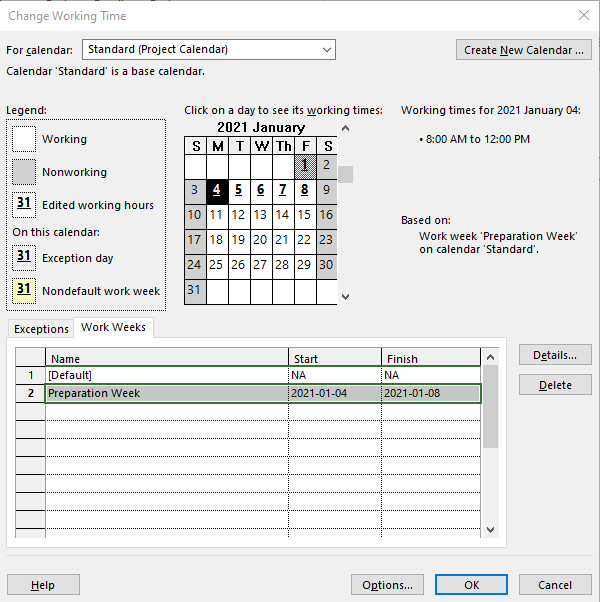 Change Working Time
For calendar: Standard (Project Calendar) Create New Calendar ...
Calendar 'Standard' is a base calendar.
Legend:
Working
Nonworking
31 Edited working hours
On this calendar:
31 Exception day
31 Nondefault work week
Click on a day to see its working times:
2021 January
S M T W Th F S
1 2
3 4 5 6 7 8 9
10 11 12 13 14 15 16
17 18 19 20 21 22 23
24 25 26 27 28 29 30
31
Working times for 2021 January 04:
• 8:00 AM to 12:00 PM
Based on:
Work week 'Preparation Week'
on calendar 'Standard'.
Exceptions Work Weeks
Name Start Finish
1 [Default] NA NA
2 Preparation Week 2021-01-04 2021-01-08
Details...
Delete
Help Options... OK Cancel